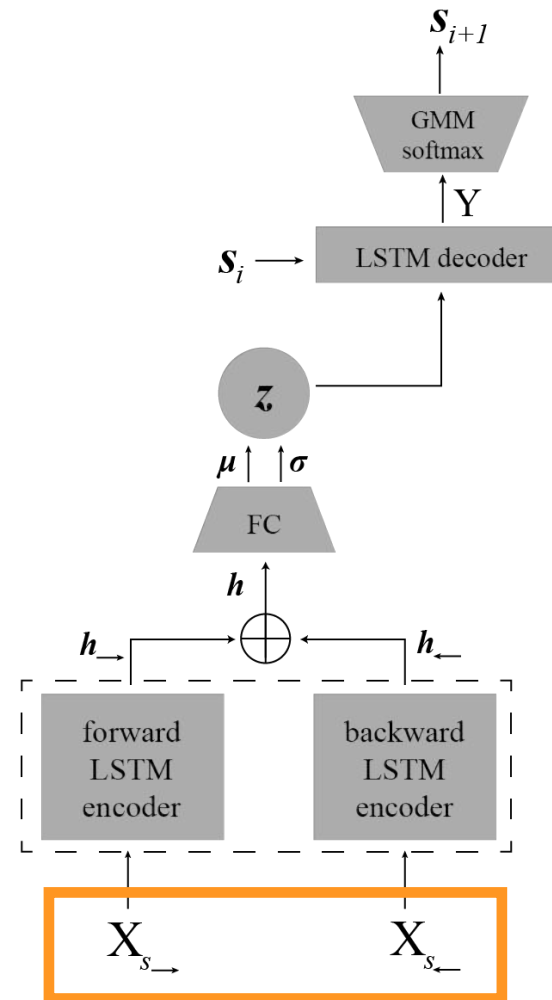 s_{i+1}
GMM
softmax
Y
s_i
LSTM decoder
z
μ σ
FC
h
h→ h←
forward
LSTM
encoder
backward
LSTM
encoder
X_{s→} X_{s←}